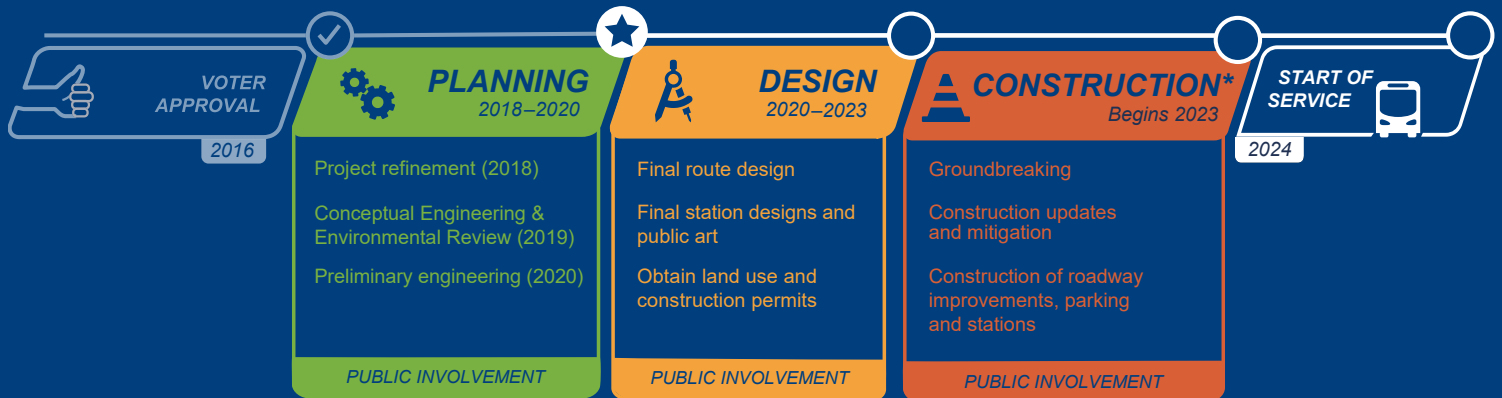 VOTER
APPROVAL
2016
PLANNING
2018–2020
Project refinement (2018)
Conceptual Engineering &
Environmental Review (2019)
Preliminary engineering (2020)
PUBLIC INVOLVEMENT
DESIGN
2020–2023
Final route design
Final station designs and
public art
Obtain land use and
construction permits
PUBLIC INVOLVEMENT
CONSTRUCTION*
Begins 2023
Groundbreaking
Construction updates
and mitigation
Construction of roadway
improvements, parking
and stations
PUBLIC INVOLVEMENT
START OF
SERVICE
2024